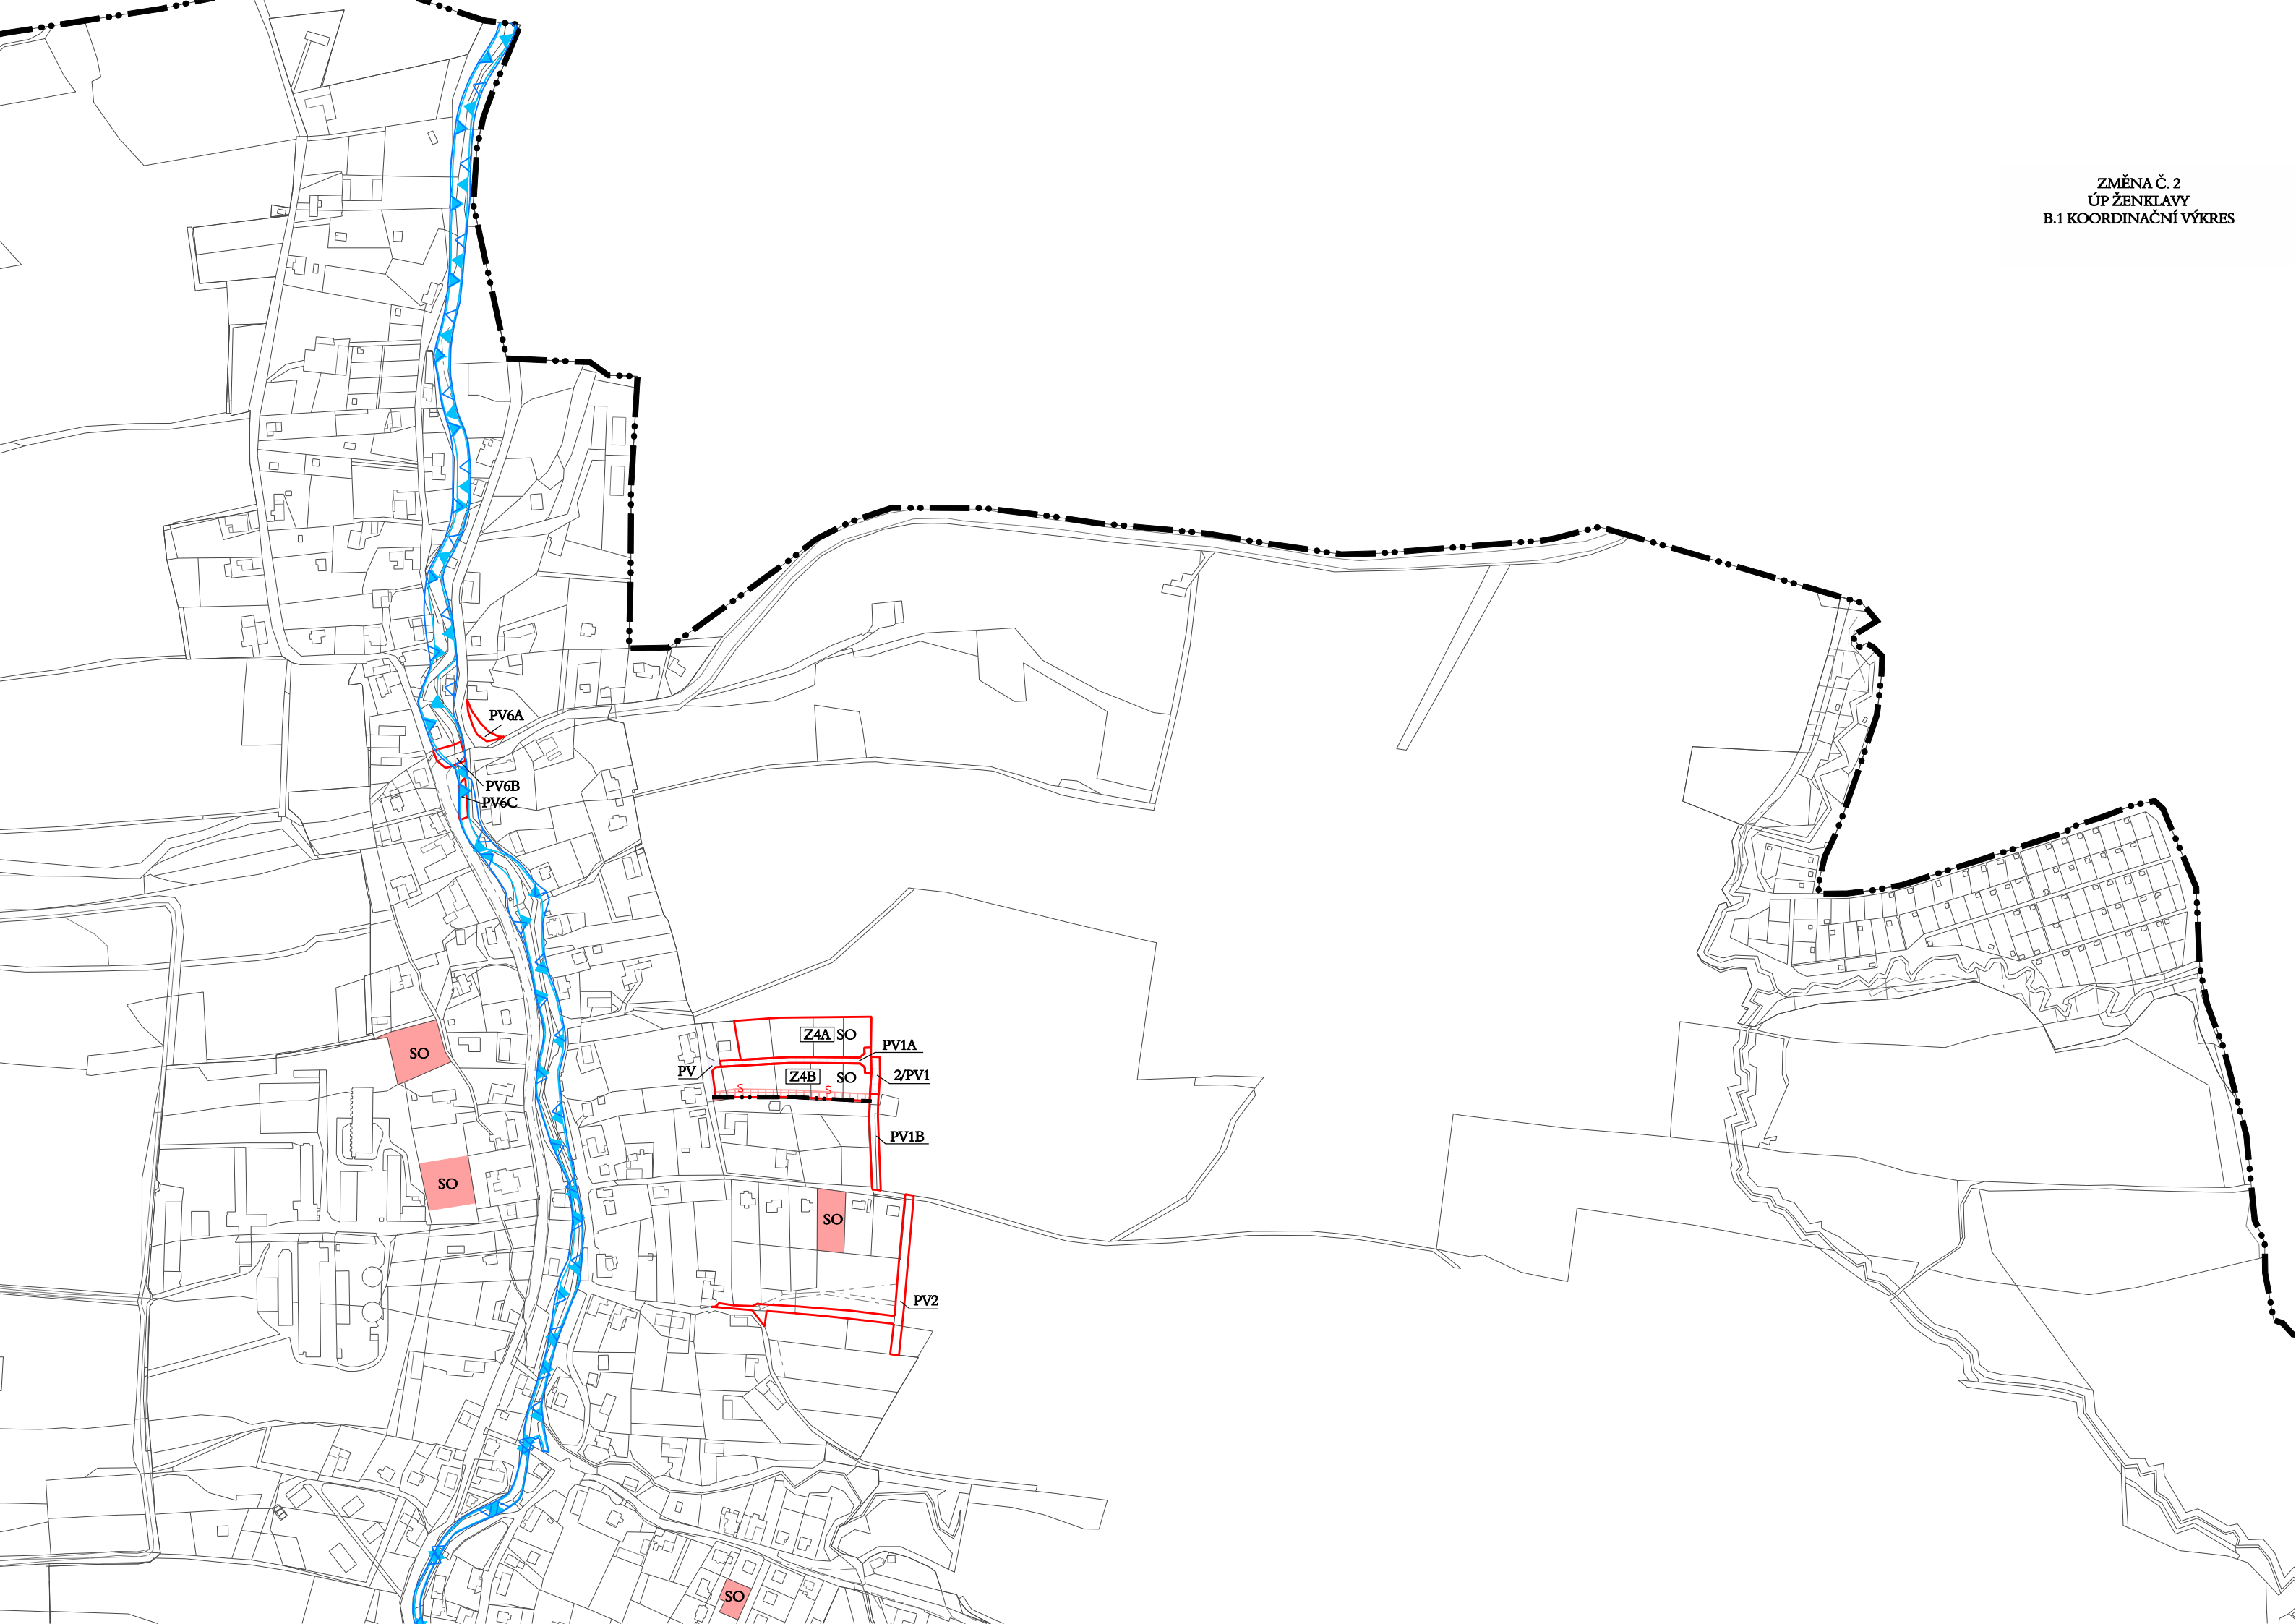 ZMĚNA Č. 2
ÚP ŽENKLAVY
B.1 KOORDINAČNÍ VÝKRES
PV6A
PV6B
PV6C
Z4A SO
PV1A
SO
PV
Z4B SO
2/PV1
S S
PV1B
SO
SO
PV2
SO